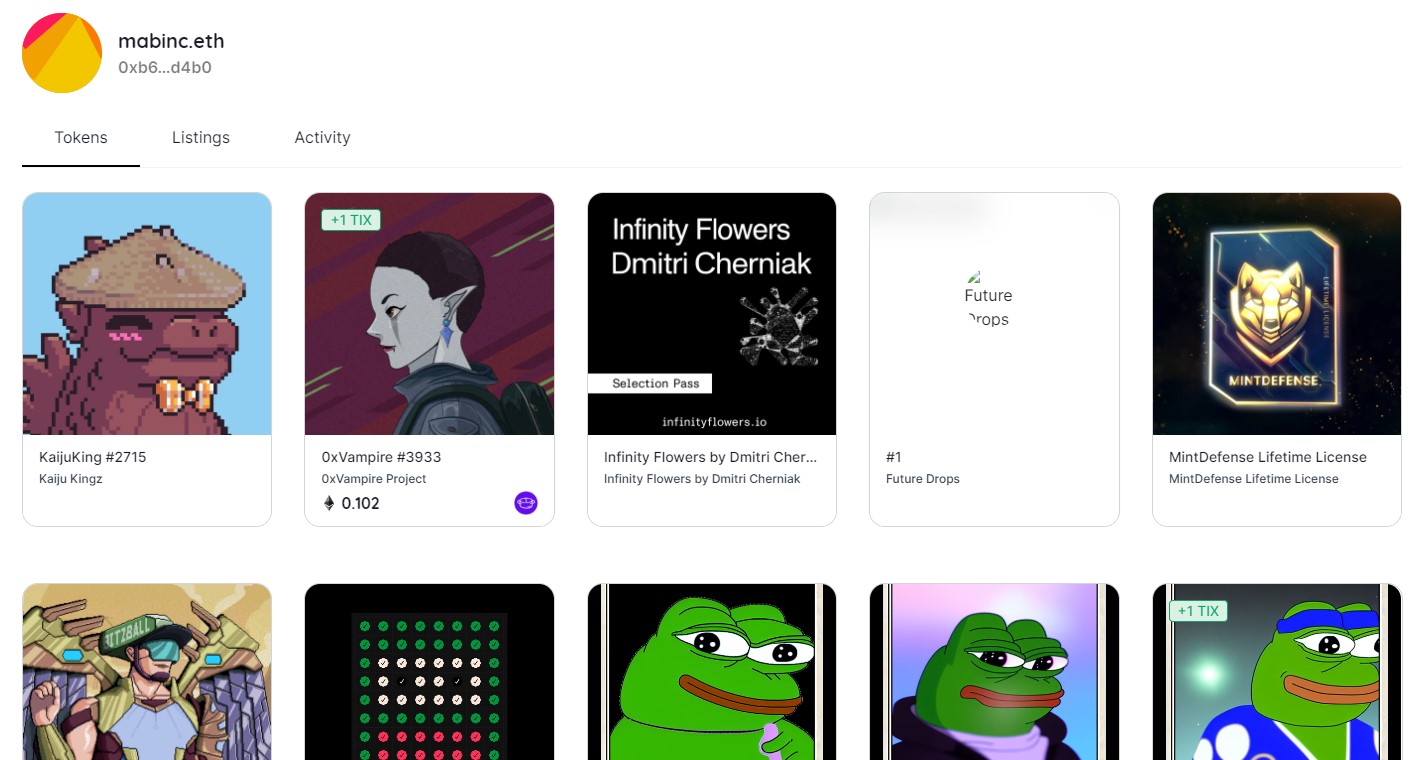 mabinc.eth
0xb6...d4b0
Tokens
Listings
Activity
KaijuKing #2715
Kaiju Kingz
+1 TIX
0xVampire #3933
0xVampire Project
0.102
Infinity Flowers
Dmitri Cherniak
Selection Pass
infinityflowers.io
Infinity Flowers by Dmitri Cher...
Infinity Flowers by Dmitri Cherniak
Future
Drops
#1
Future Drops
LIFETIME LICENSE
MINTDEFENSE
MintDefense Lifetime License
MintDefense Lifetime License
+1 TIX